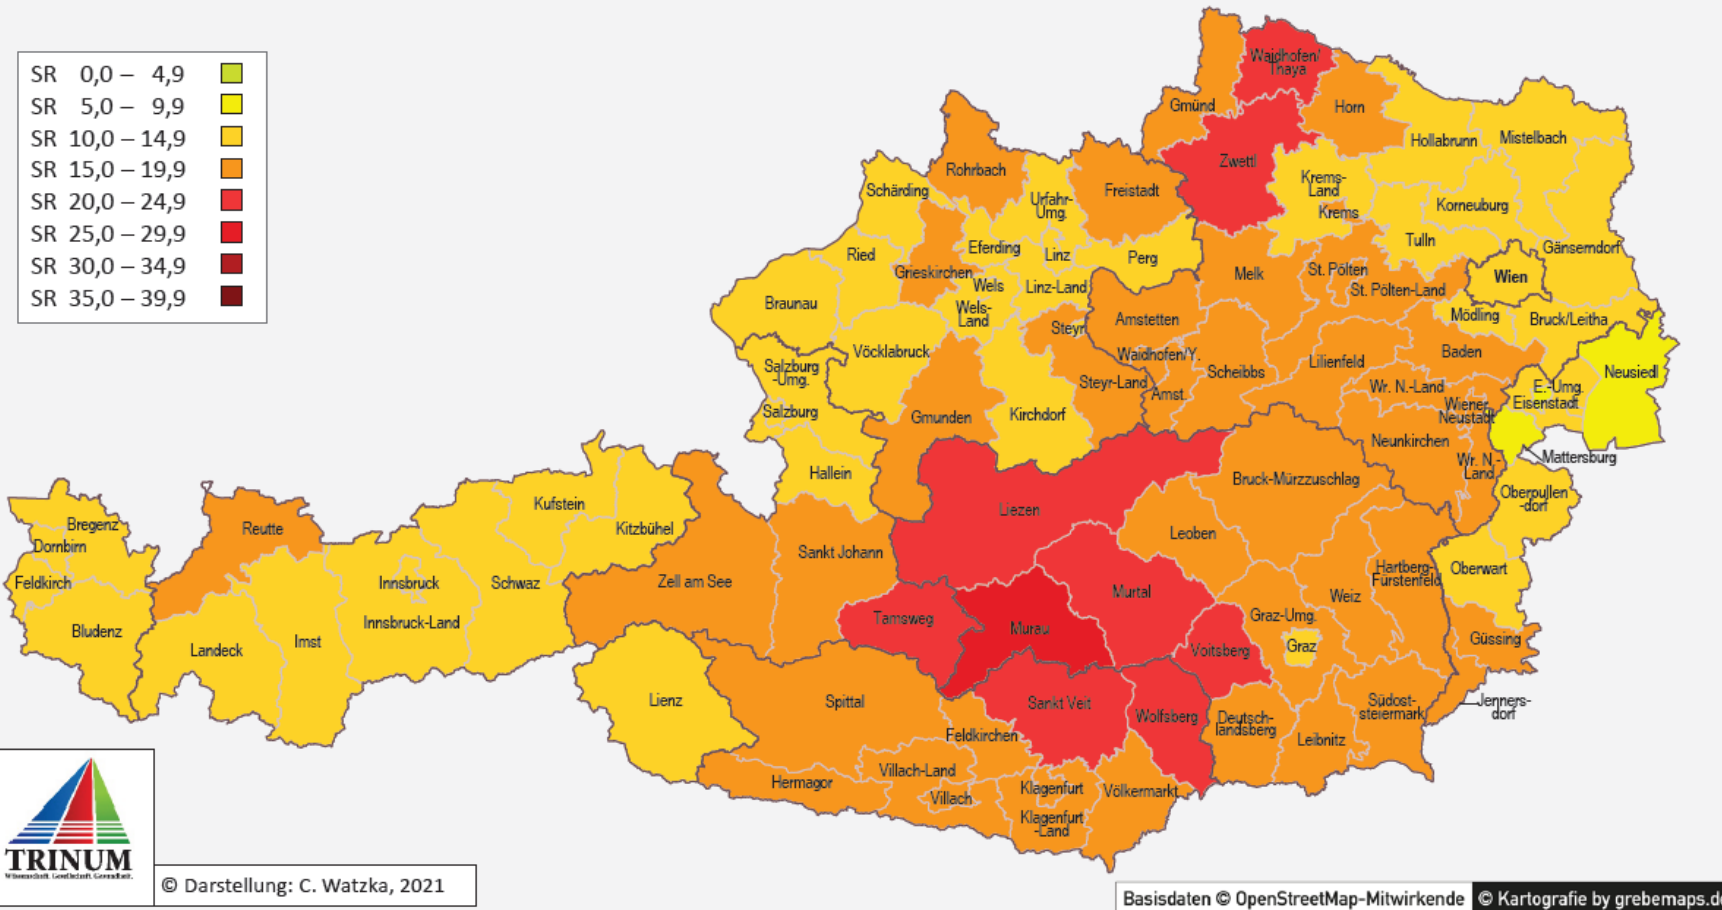 SR 0,0 – 4,9
SR 5,0 – 9,9
SR 10,0 – 14,9
SR 15,0 – 19,9
SR 20,0 – 24,9
SR 25,0 – 29,9
SR 30,0 – 34,9
SR 35,0 – 39,9
Waidhofen/
Thaya
Gmünd
Horn
Hollabrunn
Mistelbach
Zwettl
Rohrbach
Freistadt
Schärding
Krems-
Land
Krems
Urfahr-
Umg.
Korneuburg
Tulln
Gänserndorf
Ried
Eferding
Linz
Perg
Grieskirchen
Melk
St. Pölten
St. Pölten-Land
Wien
Braunau
Wels
Linz-Land
Wels-
Land
Steyr
Amstetten
Mödling
Bruck/Leitha
Vöcklabruck
Waidhofen/Y.
Lilienfeld
Baden
Salzburg
-Umg.
Scheibbs
Neusiedl
Steyr-Land
Amst.
Wr. N.-Land
E.-Umg.
Eisenstadt
Salzburg
Gmunden
Kirchdorf
Wiener
Neustadt
Neunkirchen
Mattersburg
Hallein
Wr. N.-
Land
Bruck-Mürzzuschlag
Oberpullen
-dorf
Kufstein
Liezen
Bregenz
Reutte
Kitzbühel
Leoben
Dornbirn
Sankt Johann
Hartberg-
Fürstenfeld
Oberwart
Feldkirch
Innsbruck
Schwaz
Zell am See
Murtal
Weiz
Innsbruck-Land
Tamsweg
Murau
Graz-Umg.
Bludenz
Landeck
Imst
Voitsberg
Graz
Güssing
Lienz
Spittal
Sankt Veit
Wolfsberg
Deutsch-
landsberg
Südost-
steiermark
Jenners-
dorf
Feldkirchen
Leibnitz
Villach-Land
Hermagor
Villach
Klagenfurt
Völkermarkt
Klagenfurt
-Land
TRINUM
Wissenschaft. Gesellschaft. Gesundheit.
© Darstellung: C. Watzka, 2021
Basisdaten © OpenStreetMap-Mitwirkende © Kartografie by grebemaps.de